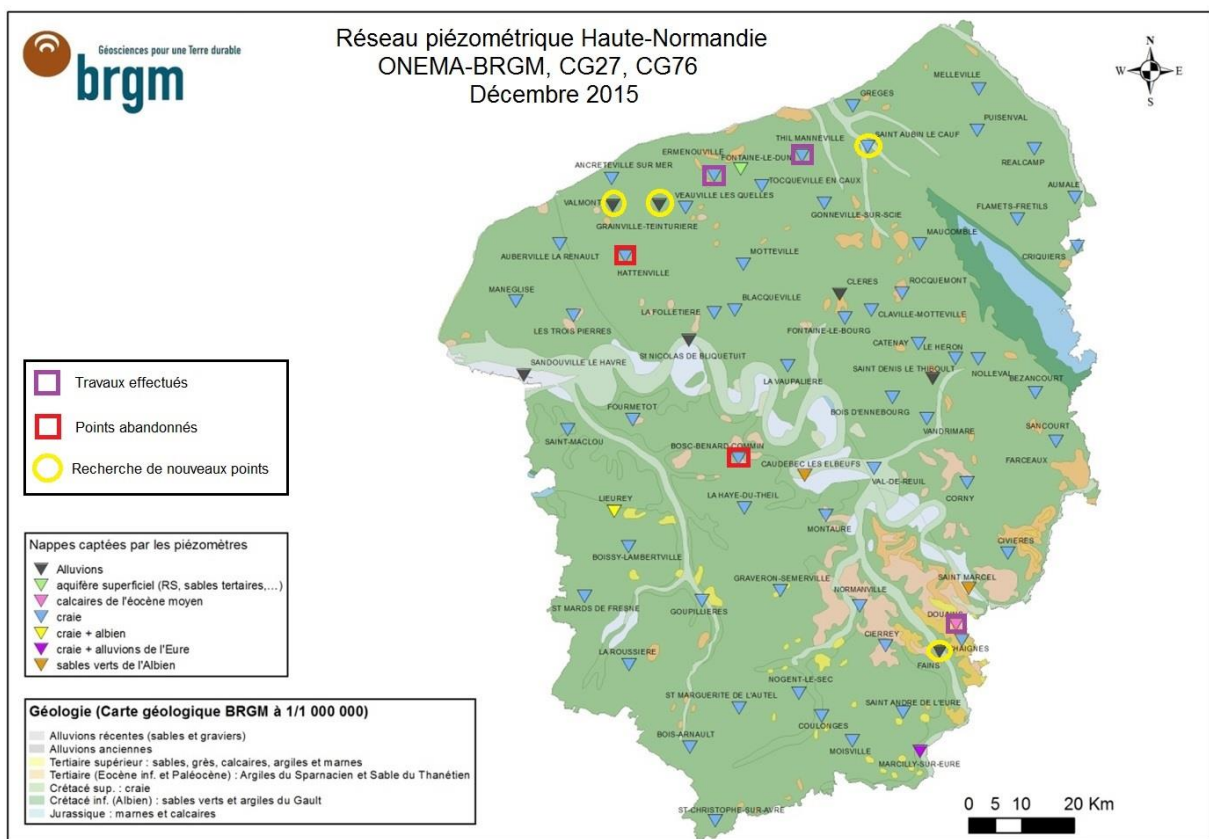 Géosciences pour une Terre durable
brgm
Réseau piézométrique Haute-Normandie
ONEMA-BRGM, CG27, CG76
Décembre 2015
N
W E
S
MELLEVILLE
GREGES
PUISENVAL
THIL MANNEVILLE
SAINT AUBIN LE CAUF
REALCAMP
ERMENOUVILLE
FONTAINE-LE-DUN
ANCRETEVILLE SUR MER
TOCQUEVILLE EN CAUX
AUMALE
VALMONT
VEAUVILLE LES QUELLES
GONNEVILLE-SUR-SCIE
FLAMETS-FRETILS
GRAINVILLE-TEINTURIERE
MAUCOMBLE
AUBERVILLE LA RENAULT
MOTTEVILLE
CRIQUIERS
HATTENVILLE
CLERES
ROCQUEMONT
MANEGLISE
BLACQUEVILLE
LA FOLLETIERE
CLAVILLE-MOTTEVILLE
LES TROIS PIERRES
FONTAINE-LE-BOURG
CATENAY
LE HERON
St NICOLAS DE BLIQUETUIT
SANDOUVILLE LE HAVRE
SAINT DENIS LE THIBOULT
NOLLEVAL
LA VAUPALIERE
BEZANCOURT
FOURMETOT
BOIS D'ENNEBOURG
VANDRIMARE
SANCOURT
SAINT-MACLOU
BOSC-BENARD-COMMIN
CAUDEBEC LES ELBEUFS
FARCEAUX
VAL-DE-REUIL
LIEUREY
LA HAYE-DU-THEIL
CORNY
MONTAURE
BOISSY-LAMBERTVILLE
CIVIERES
GRAVERON-SEMERVILLE
SAINT MARCEL
NORMANVILLE
ST MARDS DE FRESNE
GOUPILLIERES
DOUAINS
CIERREY
CHAIGNES
LA ROUSSIERE
FAINS
NOGENT-LE-SEC
ST MARGUERITE DE L'AUTEL
SAINT ANDRE DE L'EURE
COULONGES
BOIS-ARNAULT
MOISVILLE
MARCILLY-SUR-EURE
ST-CHRISTOPHE-SUR-AVRE
Travaux effectués
Points abandonnés
Recherche de nouveaux points
Nappes captées par les piézomètres
Alluvions
aquifère superficiel (RS, sables tertaires,...)
calcaires de l'éocène moyen
craie
craie + albien
craie + alluvions de l'Eure
sables verts de l'Albien
Géologie (Carte géologique BRGM à 1/1 000 000)
Alluvions récentes (sables et graviers)
Alluvions anciennes
Tertiaire supérieur : sables, grès, calcaires, argiles et marnes
Tertiaire (Eocène inf. et Paléocène) : Argiles du Sparnacien et Sable du Thanétien
Crétacé sup. : craie
Crétacé inf. (Albien) : sables verts et argiles du Gault
Jurassique : marnes et calcaires
0 5 10 20 Km